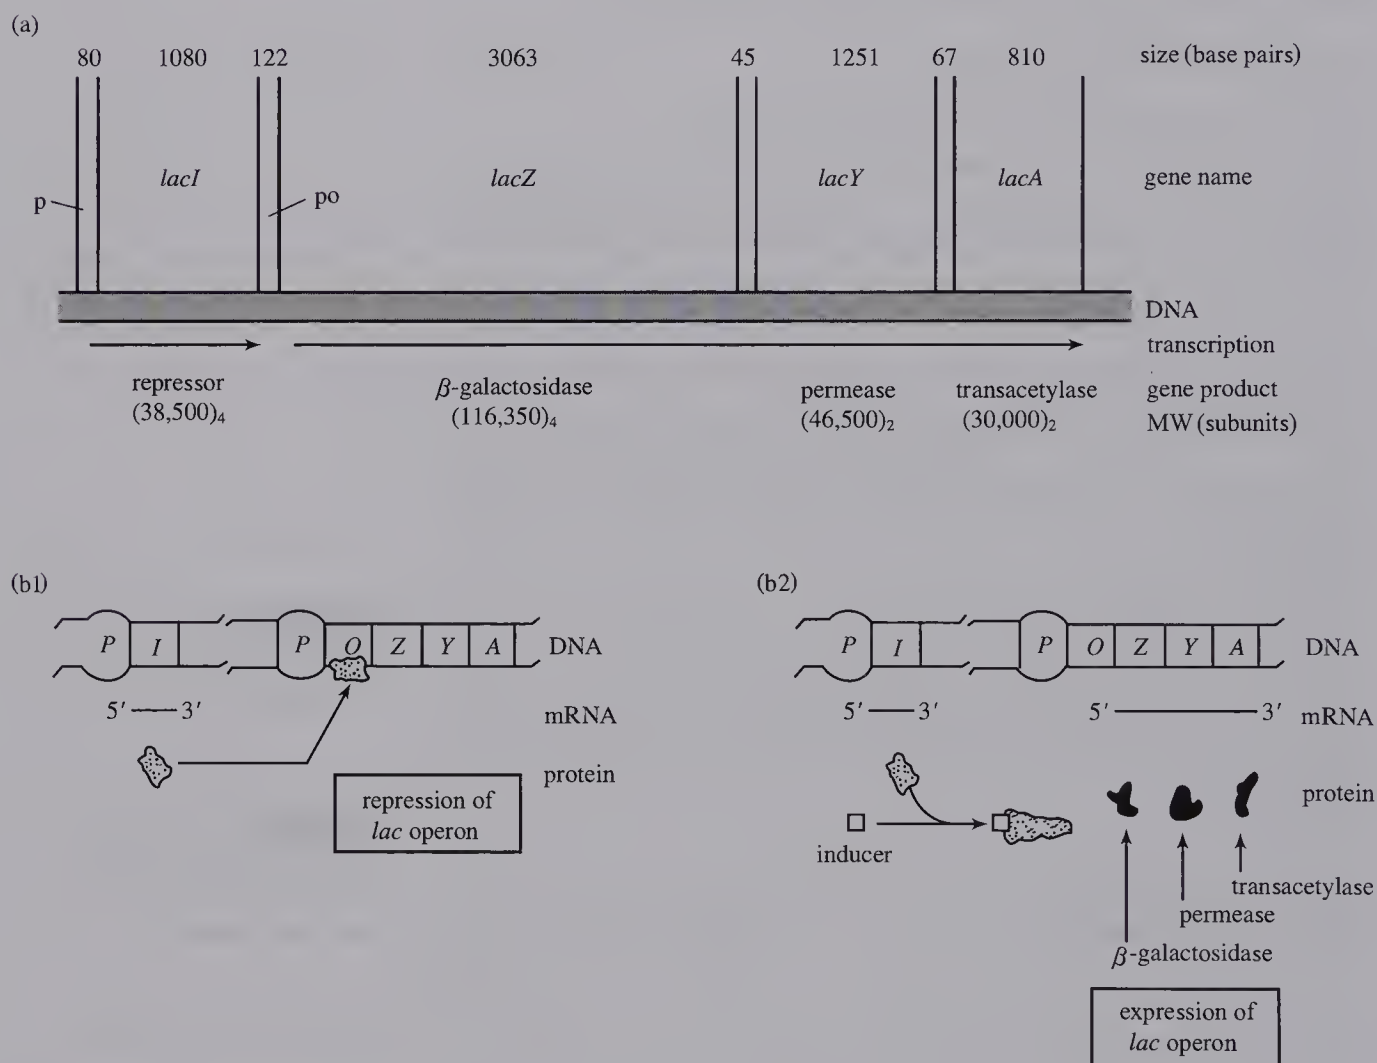 (a)
80 1080 122 3063 45 1251 67 810 size (base pairs)
lacI lacZ lacY lacA gene name
p po
DNA
transcription
repressor β-galactosidase permease transacetylase gene product
(38,500)₄ (116,350)₄ (46,500)₂ (30,000)₂ MW (subunits)
(b1)
P I P O Z Y A DNA
5′ 3′ mRNA
protein
repression of
lac operon
(b2)
P I P O Z Y A DNA
5′ 3′ 5′ 3′ mRNA
protein
inducer
transacetylase
permease
β-galactosidase
expression of
lac operon